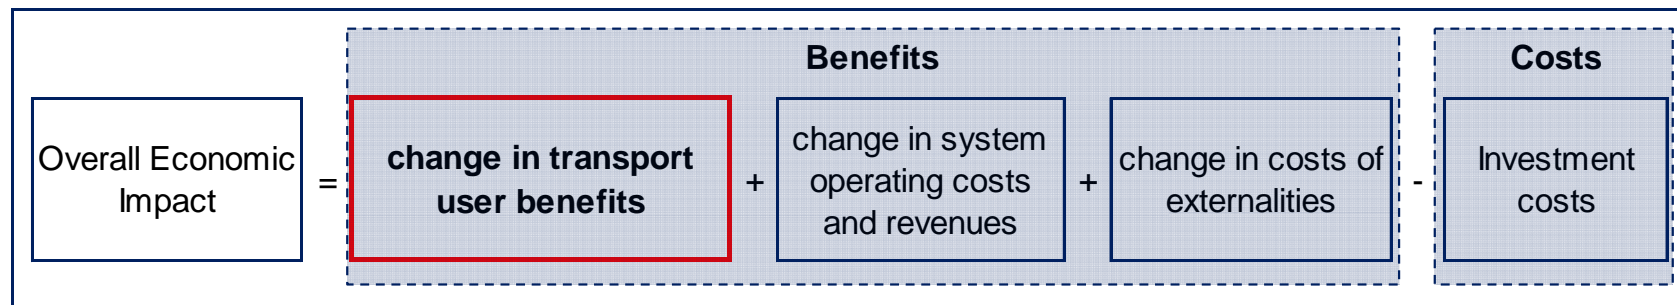 Benefits
Costs
Overall Economic
Impact
=
change in transport
user benefits
+
change in system
operating costs
and revenues
+
change in costs of
externalities
-
Investment
costs